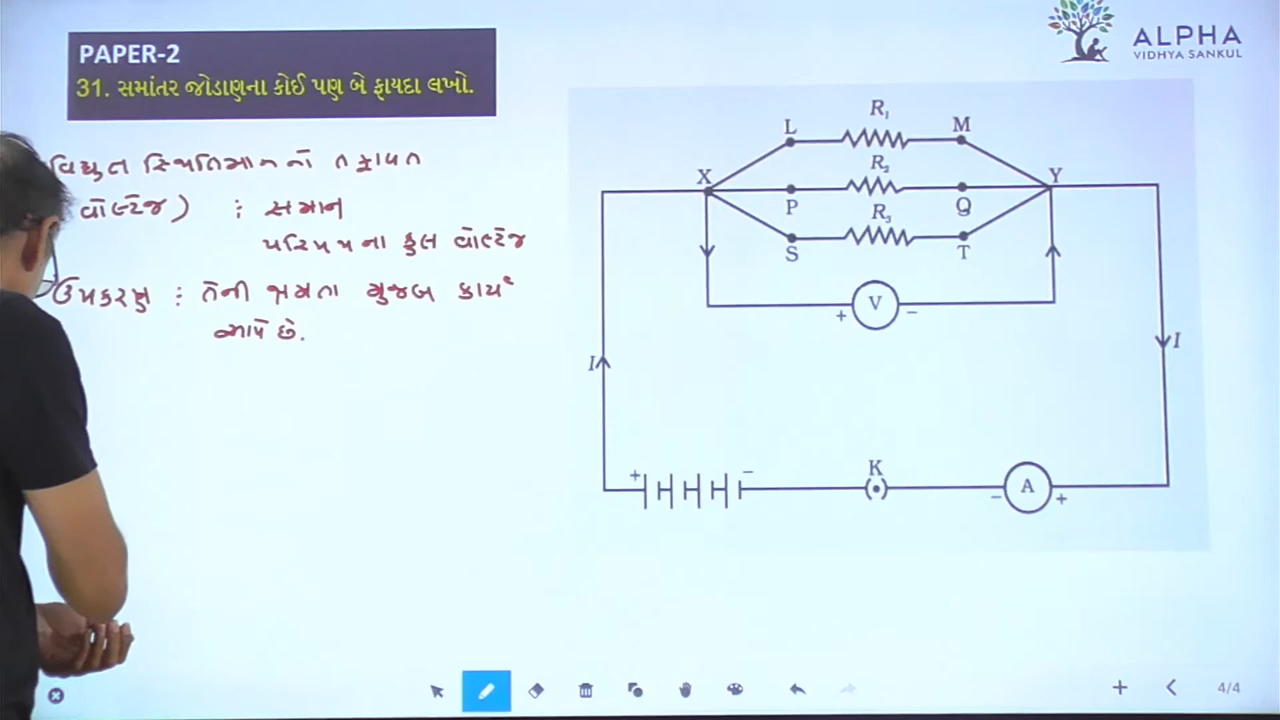 PAPER-2
31. સમાંતર જોડાણના કોઈ પણ બે ફાયદા લખો.
ALPHA
VIDHYA SANKUL
વિદ્યુત સ્થિતિમાનનો તફાવત
વોલ્ટેજ) : સમાન
પરિપથના કુલ વોલ્ટેજ
ઉપકરણ : તેની ક્ષમતા મુજબ કાર્ય
આપે છે.
R₁
L M
R₂
X Y
P Q
R₃
S T
+ V −
I I
+ − K
− A +
4/4